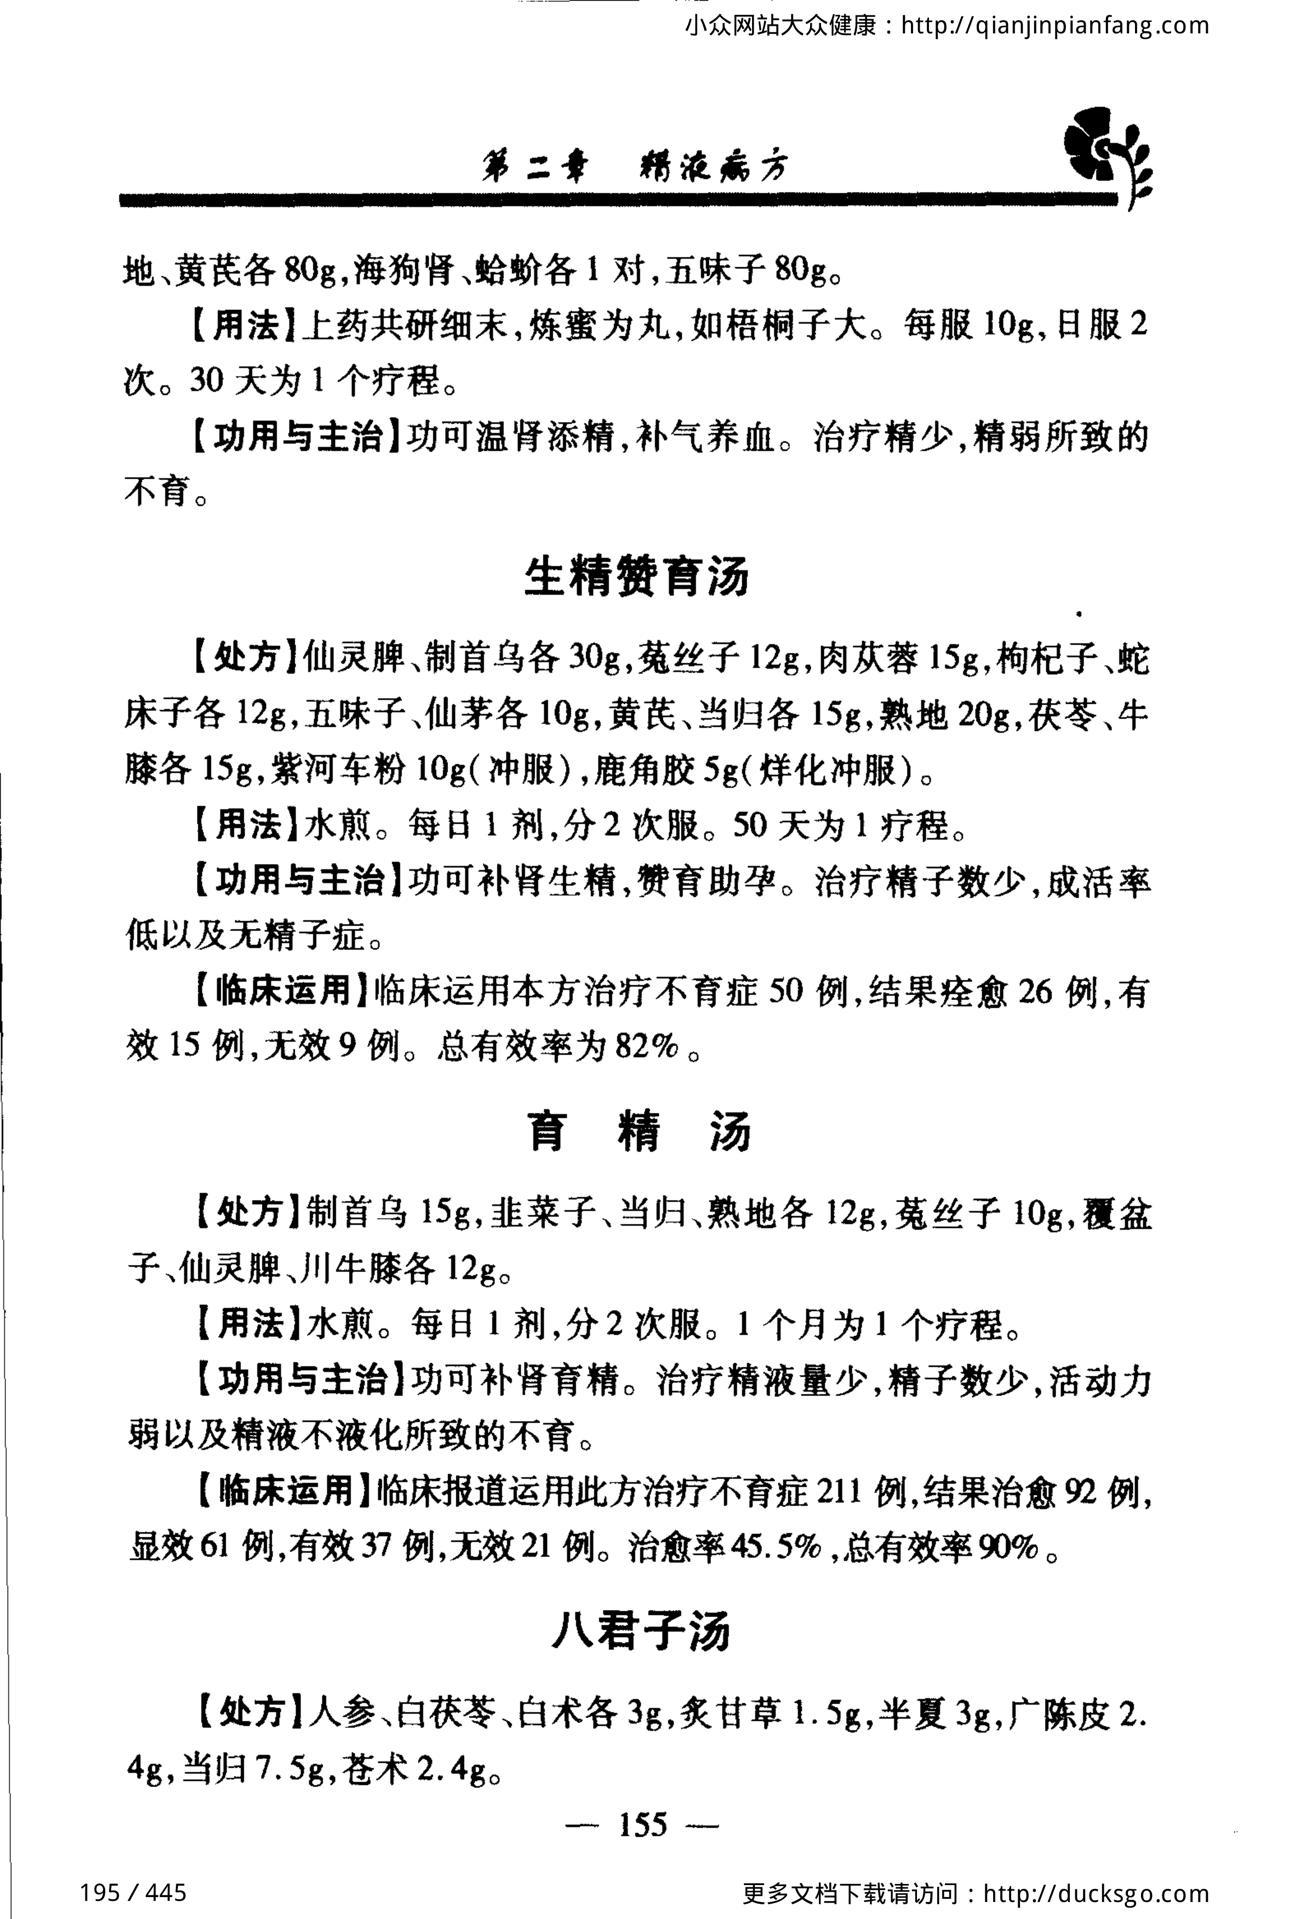 小众网站大众健康：http://qianjinpianfang.com
第二章 精液病方
地、黄芪各80g,海狗肾、蛤蚧各1对,五味子80g。
【用法】上药共研细末,炼蜜为丸,如梧桐子大。每服10g,日服2
次。30天为1个疗程。
【功用与主治】功可温肾添精,补气养血。治疗精少,精弱所致的
不育。
生精赞育汤
【处方】仙灵脾、制首乌各30g,菟丝子12g,肉苁蓉15g,枸杞子、蛇
床子各12g,五味子、仙茅各10g,黄芪、当归各15g,熟地20g,茯苓、牛
膝各15g,紫河车粉10g(冲服),鹿角胶5g(烊化冲服)。
【用法】水煎。每日1剂,分2次服。50天为1疗程。
【功用与主治】功可补肾生精,赞育助孕。治疗精子数少,成活率
低以及无精子症。
【临床运用】临床运用本方治疗不育症50例,结果痊愈26例,有
效15例,无效9例。总有效率为82%。
育 精 汤
【处方】制首乌15g,韭菜子、当归、熟地各12g,菟丝子10g,覆盆
子、仙灵脾、川牛膝各12g。
【用法】水煎。每日1剂,分2次服。1个月为1个疗程。
【功用与主治】功可补肾育精。治疗精液量少,精子数少,活动力
弱以及精液不液化所致的不育。
【临床运用】临床报道运用此方治疗不育症211例,结果治愈92例,
显效61例,有效37例,无效21例。治愈率45.5%,总有效率90%。
八君子汤
【处方】人参、白茯苓、白术各3g,炙甘草1.5g,半夏3g,广陈皮2.
4g,当归7.5g,苍术2.4g。
— 155 —
195 / 445
更多文档下载请访问：http://ducksgo.com